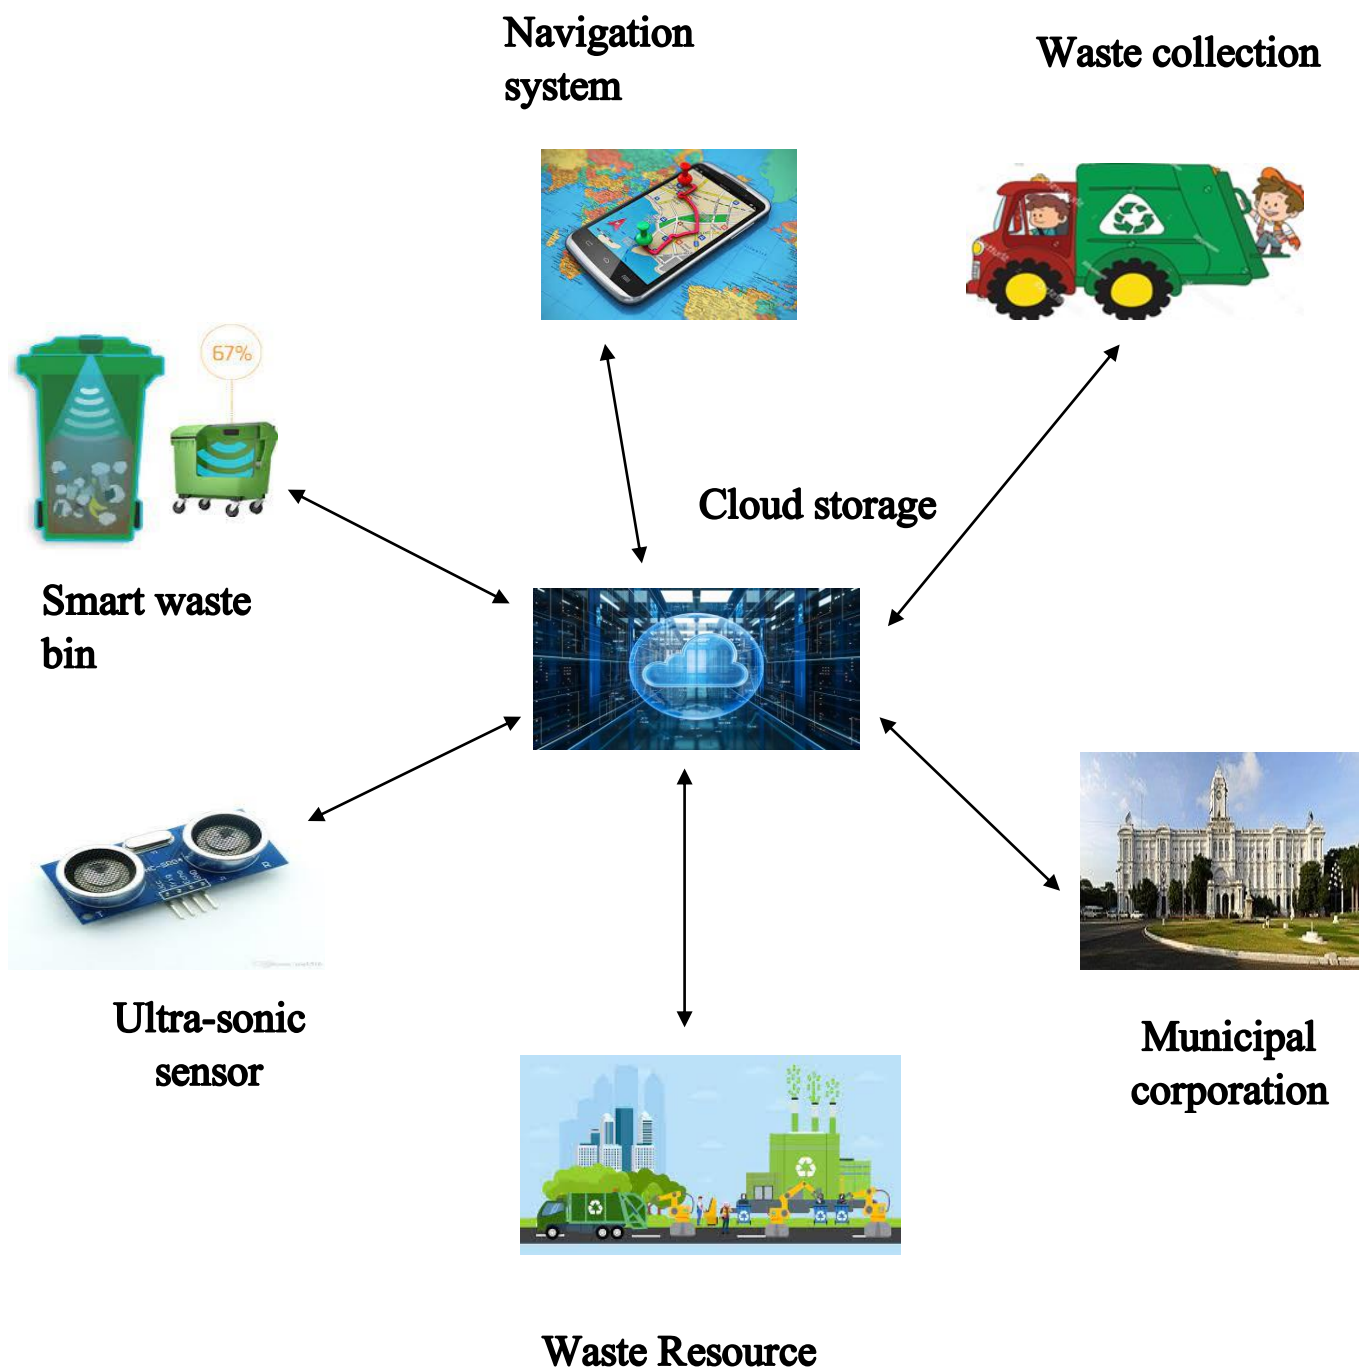 Navigation
system
Waste collection
67%
Cloud storage
Smart waste
bin
Ultra-sonic
sensor
Municipal
corporation
Waste Resource